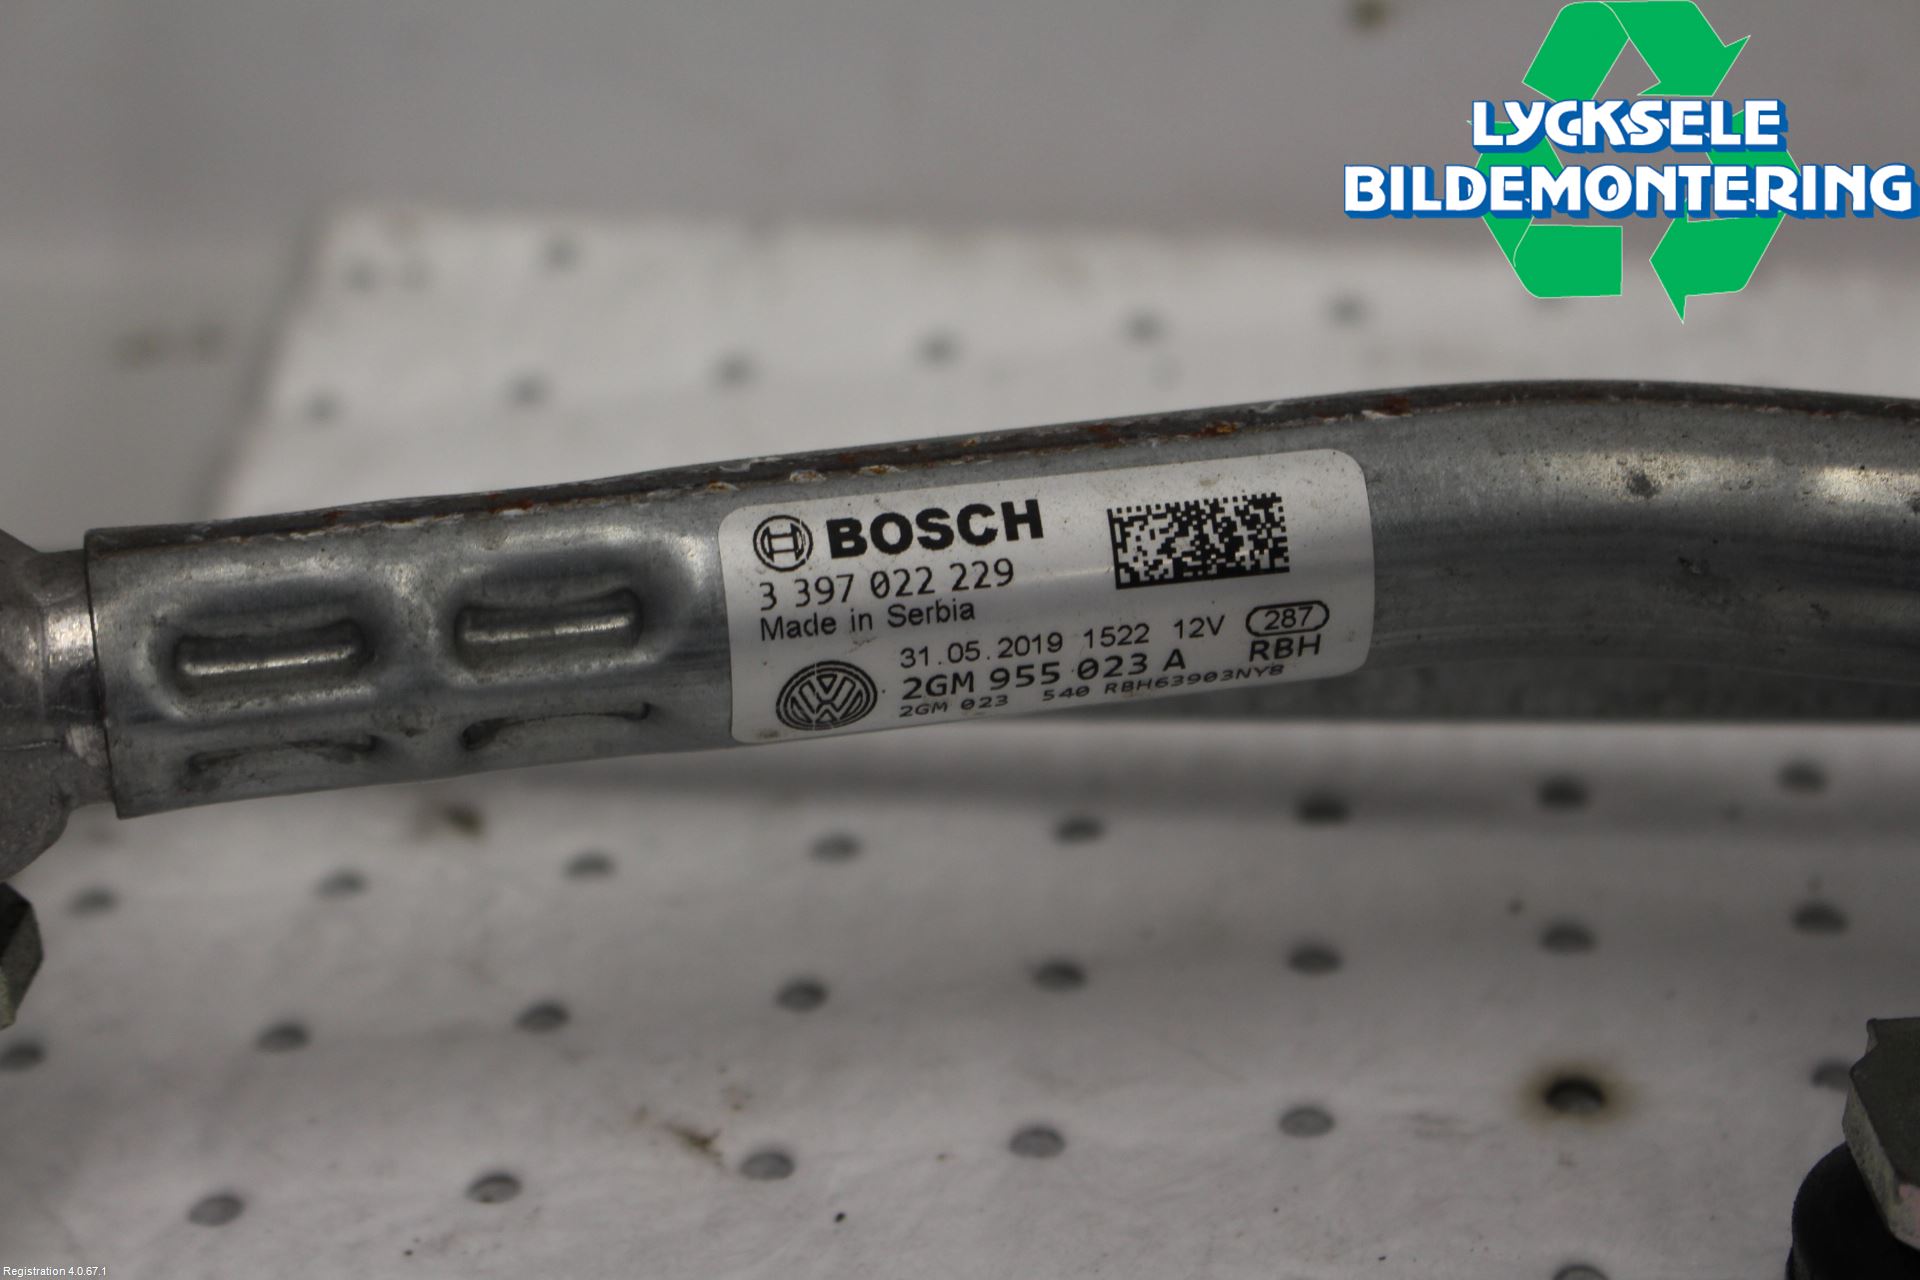 LYCKSELE
BILDEMONTERING
BOSCH
3 397 022 229
Made in Serbia
31.05.2019 1522 12V 287
2GM 955 023 A RBH
2GM 023 540 RBH63903NY8
Registration 4.0.67.1